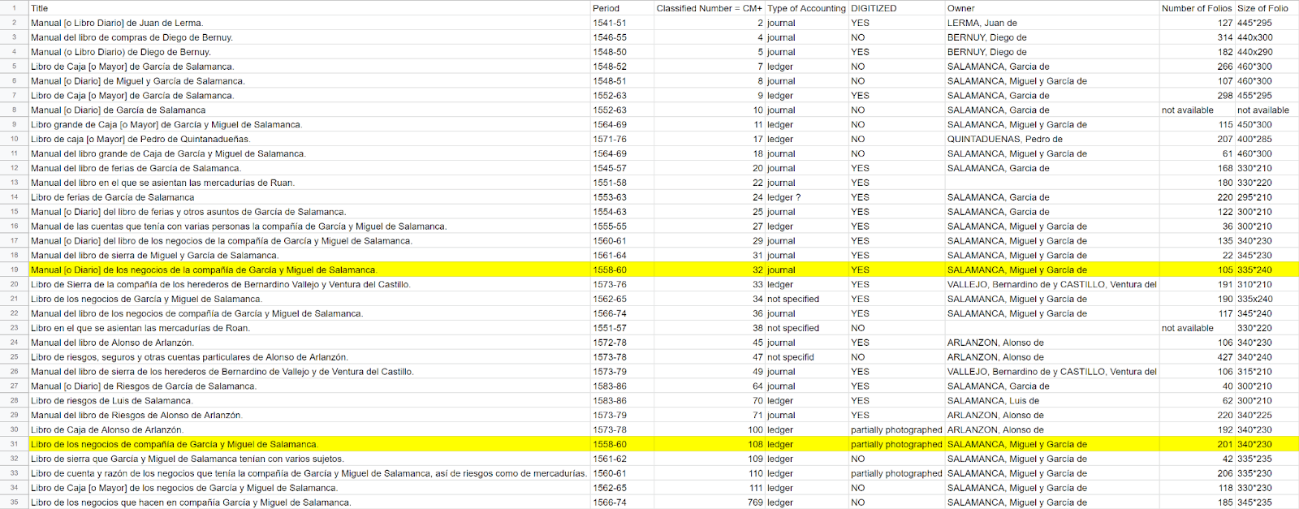 1 Title Period Classified Number = CM+ Type of Accounting DIGITIZED Owner Number of Folios Size of Folio
2 Manual [o Libro Diario] de Juan de Lerma. 1541-51 2 journal YES LERMA, Juan de 127 445*295
3 Manual del libro de compras de Diego de Bernuy. 1546-55 4 journal NO BERNUY, Diego de 314 440x300
4 Manual (o Libro Diario) de Diego de Bernuy. 1548-50 5 journal YES BERNUY, Diego de 182 440x290
5 Libro de Caja [o Mayor] de García de Salamanca. 1548-52 7 ledger NO SALAMANCA, Garcia de 266 460*300
6 Manual [o Diario] de Miguel y García de Salamanca. 1548-51 8 journal NO SALAMANCA, Miguel y García de 107 460*300
7 Libro de Caja [o Mayor] de García de Salamanca. 1552-63 9 ledger YES SALAMANCA, Miguel y García de 298 455*295
8 Manual [o Diario] de García de Salamanca 1552-63 10 journal NO SALAMANCA, Garcia de not available not available
9 Libro grande de Caja [o Mayor] de García y Miguel de Salamanca. 1564-69 11 ledger NO SALAMANCA, Miguel y García de 115 450*300
10 Libro de caja [o Mayor] de Pedro de Quintanadueñas. 1571-76 17 ledger NO QUINTADUENAS, Pedro de 207 400*285
11 Manual del libro grande de Caja de García y Miguel de Salamanca. 1564-69 18 journal NO SALAMANCA, Miguel y García de 61 460*300
12 Manual del libro de ferias de García de Salamanca. 1545-57 20 journal YES SALAMANCA, Garcia de 168 330*210
13 Manual del libro en el que se asientan las mercadurías de Ruan. 1551-58 22 journal YES 180 330*220
14 Libro de ferias de García de Salamanca 1553-63 24 ledger ? YES SALAMANCA, Garcia de 220 295*210
15 Manual [o Diario] del libro de ferias y otros asuntos de García de Salamanca. 1554-63 25 journal YES SALAMANCA, Garcia de 122 300*210
16 Manual de las cuentas que tenía con varias personas la compañía de García y Miguel de Salamanca. 1555-55 27 ledger YES SALAMANCA, Miguel y García de 36 300*210
17 Manual [o Diario] del libro de los negocios de la compañía de García y Miguel de Salamanca. 1560-61 29 journal YES SALAMANCA, Miguel y García de 135 340*230
18 Manual del libro de sierra de Miguel y García de Salamanca. 1561-64 31 journal YES SALAMANCA, Miguel y García de 22 345*230
19 Manual [o Diario] de los negocios de la compañía de García y Miguel de Salamanca. 1558-60 32 journal YES SALAMANCA, Miguel y García de 105 335*240
20 Libro de Sierra de la compañía de los herederos de Bernardino Vallejo y Ventura del Castillo. 1573-76 33 ledger YES VALLEJO, Bernardino de y CASTILLO, Ventura del 191 310*210
21 Libro de los negocios de García y Miguel de Salamanca. 1562-65 34 not specified YES SALAMANCA, Miguel y García de 190 335x240
22 Manual del libro de los negocios de compañía de García y Miguel de Salamanca. 1566-74 36 journal YES SALAMANCA, Miguel y García de 117 345*240
23 Libro en el que se asientan las mercadurías de Roan. 1551-57 38 not specified NO not available 330*220
24 Manual del libro de Alonso de Arlanzón. 1572-78 45 journal YES ARLANZON, Alonso de 106 340*230
25 Libro de riesgos, seguros y otras cuentas particulares de Alonso de Arlanzón. 1573-78 47 not specifid NO ARLANZON, Alonso de 427 340*240
26 Manual del libro de sierra de los herederos de Bernardino de Vallejo y de Ventura del Castillo. 1573-79 49 journal YES VALLEJO, Bernardino de y CASTILLO, Ventura del 106 315*210
27 Manual [o Diario] de Riesgos de García de Salamanca. 1583-86 64 journal YES SALAMANCA, Garcia de 40 300*210
28 Libro de riesgos de Luis de Salamanca. 1583-86 70 ledger YES SALAMANCA, Luis de 62 300*210
29 Manual del libro de Riesgos de Alonso de Arlanzón. 1573-79 71 journal YES ARLANZON, Alonso de 220 340*225
30 Libro de Caja de Alonso de Arlanzón. 1573-78 100 ledger partially photographed ARLANZON, Alonso de 192 340*230
31 Libro de los negocios de compañía de García y Miguel de Salamanca. 1558-60 108 ledger partially photographed SALAMANCA, Miguel y García de 201 340*230
32 Libro de sierra que García y Miguel de Salamanca tenían con varios sujetos. 1561-62 109 ledger NO SALAMANCA, Miguel y García de 42 335*235
33 Libro de cuenta y razón de los negocios que tenía la compañía de García y Miguel de Salamanca, así de riesgos como de mercadurías. 1560-61 110 ledger partially photographed SALAMANCA, Miguel y García de 206 335*230
34 Libro de Caja [o Mayor] de los negocios de García y Miguel de Salamanca. 1562-65 111 ledger NO SALAMANCA, Miguel y García de 118 330*230
35 Libro de los negocios que hacen en compañía García y Miguel de Salamanca. 1566-74 769 ledger NO SALAMANCA, Miguel y García de 185 345*235